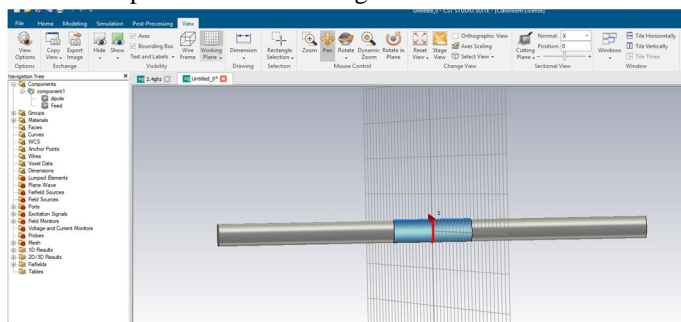 Untitled_0* - CST STUDIO SUITE - [Classroom License]
File Home Modeling Simulation Post-Processing View
View Options
Copy View
Export Image
Hide
Show
Axes
Bounding Box
Text and Labels
Wire Frame
Working Plane
Dimension
Rectangle Selection
Zoom
Pan
Rotate
Dynamic Zoom
Rotate in Plane
Reset View
Stage View
Orthographic View
Axes Scaling
Select View
Cutting Plane
Normal: X
Position: 0
Windows
Tile Horizontally
Tile Vertically
Tile Three
Options Exchange Visibility Drawing Selection Mouse Control Change View Sectional View Window
Navigation Tree
2.4ghz
Untitled_0*
Components
component1
dipole
Feed
Groups
Materials
Faces
Curves
WCS
Anchor Points
Wires
Voxel Data
Dimensions
Lumped Elements
Plane Wave
Farfield Sources
Field Sources
Ports
Excitation Signals
Field Monitors
Voltage and Current Monitors
Probes
Mesh
1D Results
2D/3D Results
Farfields
Tables
1